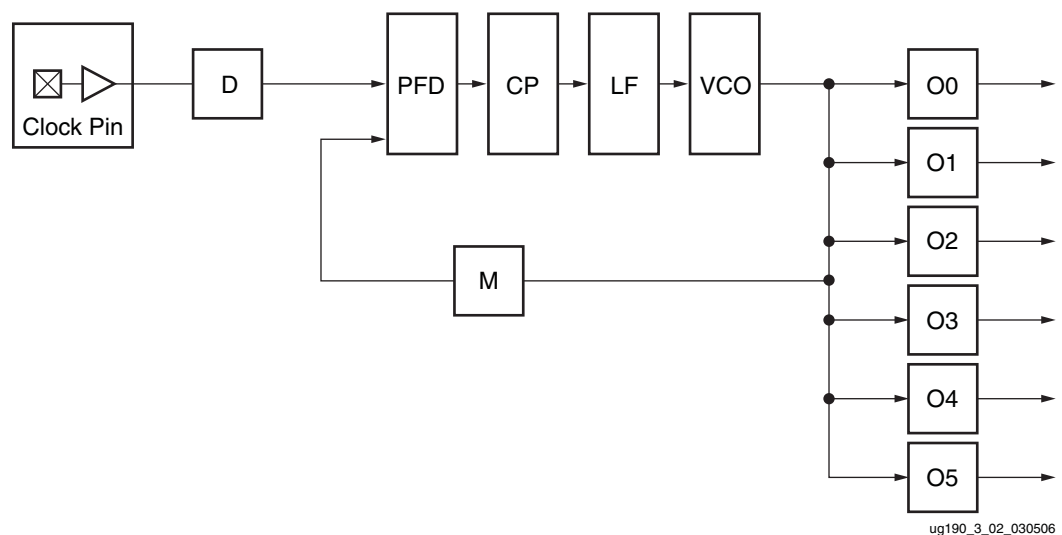 Clock Pin
D
PFD
CP
LF
VCO
O0
O1
O2
M
O3
O4
O5
ug190_3_02_030506